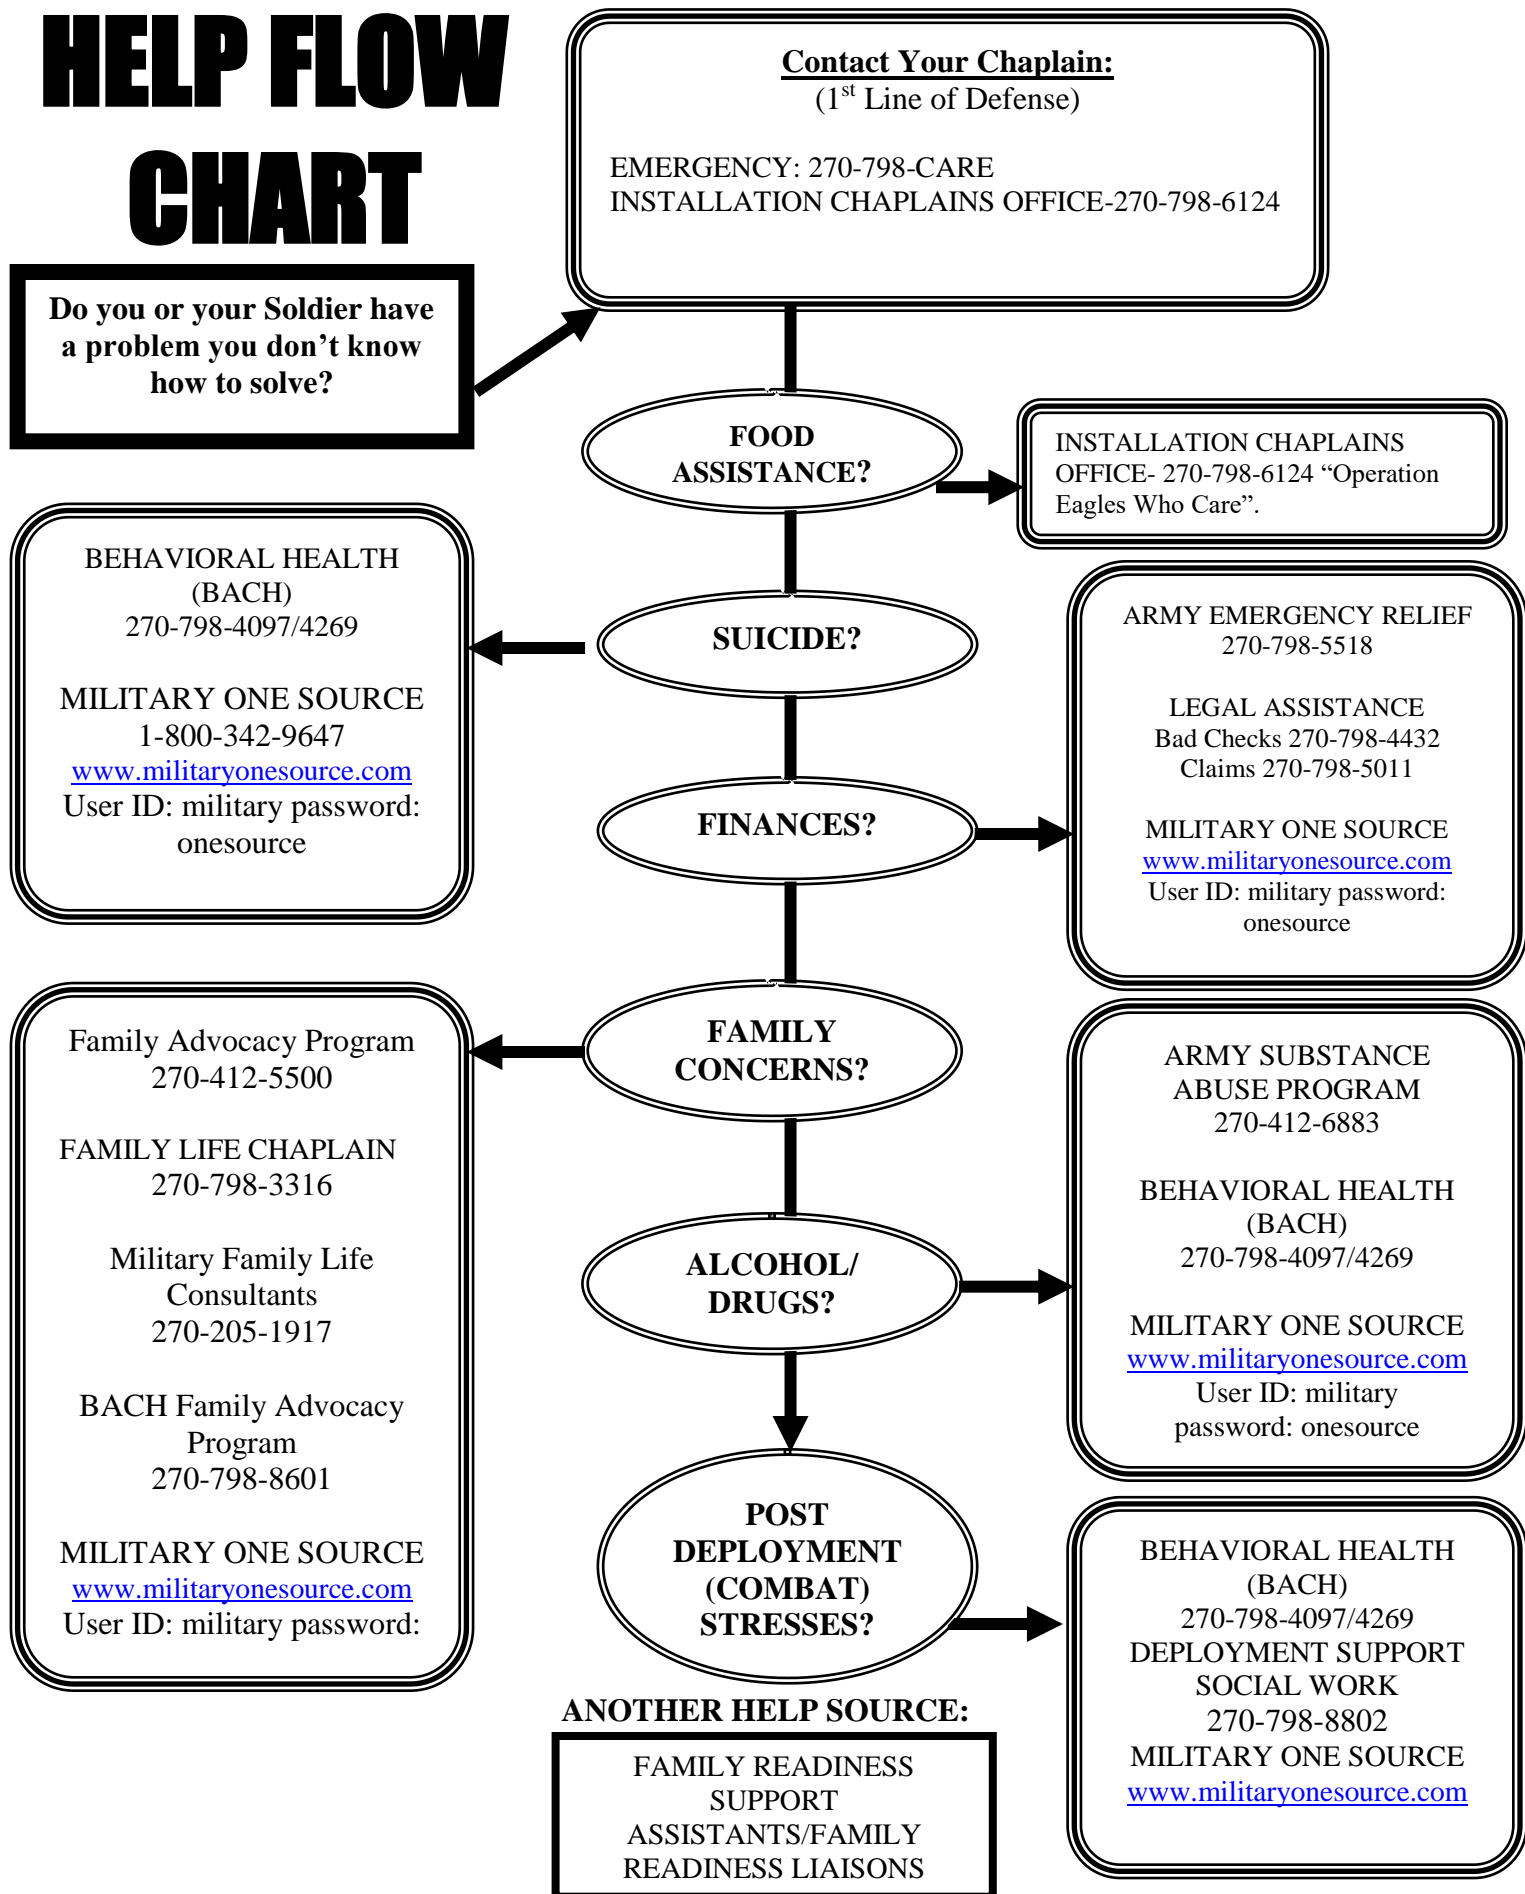 HELP FLOW
CHART
Contact Your Chaplain:
(1st Line of Defense)
EMERGENCY: 270-798-CARE
INSTALLATION CHAPLAINS OFFICE-270-798-6124
Do you or your Soldier have
a problem you don’t know
how to solve?
FOOD
ASSISTANCE?
INSTALLATION CHAPLAINS
OFFICE- 270-798-6124 “Operation
Eagles Who Care”.
SUICIDE?
BEHAVIORAL HEALTH
(BACH)
270-798-4097/4269
MILITARY ONE SOURCE
1-800-342-9647
www.militaryonesource.com
User ID: military password:
onesource
FINANCES?
ARMY EMERGENCY RELIEF
270-798-5518
LEGAL ASSISTANCE
Bad Checks 270-798-4432
Claims 270-798-5011
MILITARY ONE SOURCE
www.militaryonesource.com
User ID: military password:
onesource
FAMILY
CONCERNS?
Family Advocacy Program
270-412-5500
FAMILY LIFE CHAPLAIN
270-798-3316
Military Family Life
Consultants
270-205-1917
BACH Family Advocacy
Program
270-798-8601
MILITARY ONE SOURCE
www.militaryonesource.com
User ID: military password:
ALCOHOL/
DRUGS?
ARMY SUBSTANCE
ABUSE PROGRAM
270-412-6883
BEHAVIORAL HEALTH
(BACH)
270-798-4097/4269
MILITARY ONE SOURCE
www.militaryonesource.com
User ID: military
password: onesource
POST
DEPLOYMENT
(COMBAT)
STRESSES?
BEHAVIORAL HEALTH
(BACH)
270-798-4097/4269
DEPLOYMENT SUPPORT
SOCIAL WORK
270-798-8802
MILITARY ONE SOURCE
www.militaryonesource.com
ANOTHER HELP SOURCE:
FAMILY READINESS
SUPPORT
ASSISTANTS/FAMILY
READINESS LIAISONS